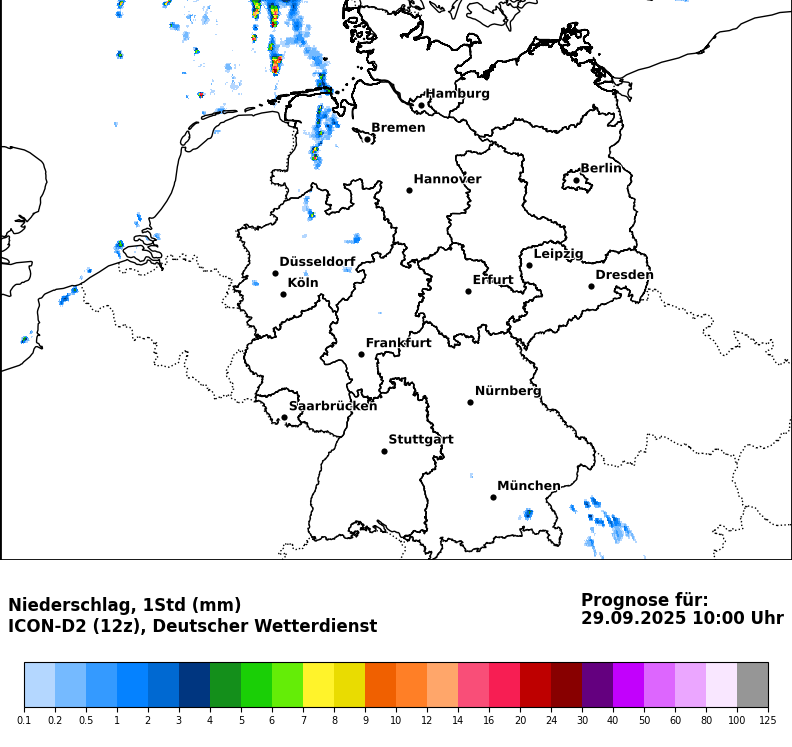 Hamburg
Bremen
Berlin
Hannover
Leipzig
Düsseldorf
Dresden
Köln
Erfurt
Frankfurt
Nürnberg
Saarbrücken
Stuttgart
München
Niederschlag, 1Std (mm)
ICON-D2 (12z), Deutscher Wetterdienst
Prognose für:
29.09.2025 10:00 Uhr
0.1 0.2 0.5 1 2 3 4 5 6 7 8 9 10 12 14 16 20 24 30 40 50 60 80 100 125